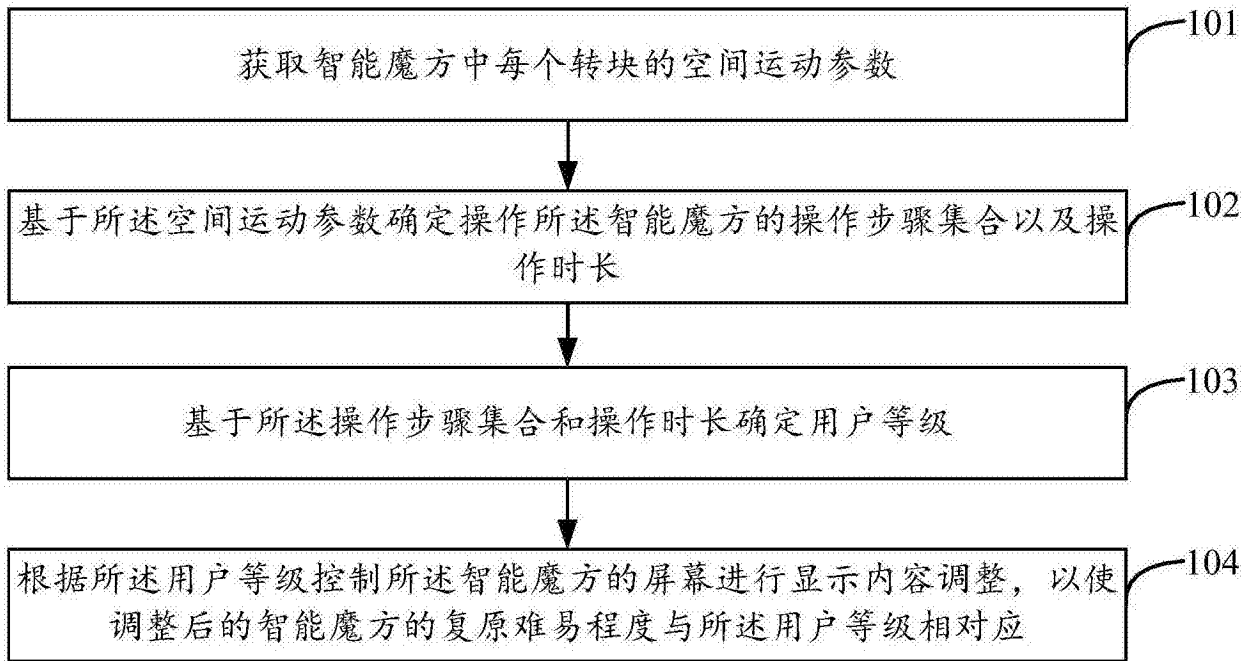 获取智能魔方中每个转块的空间运动参数
101
基于所述空间运动参数确定操作所述智能魔方的操作步骤集合以及操
作时长
102
基于所述操作步骤集合和操作时长确定用户等级
103
根据所述用户等级控制所述智能魔方的屏幕进行显示内容调整，以使
调整后的智能魔方的复原难易程度与所述用户等级相对应
104